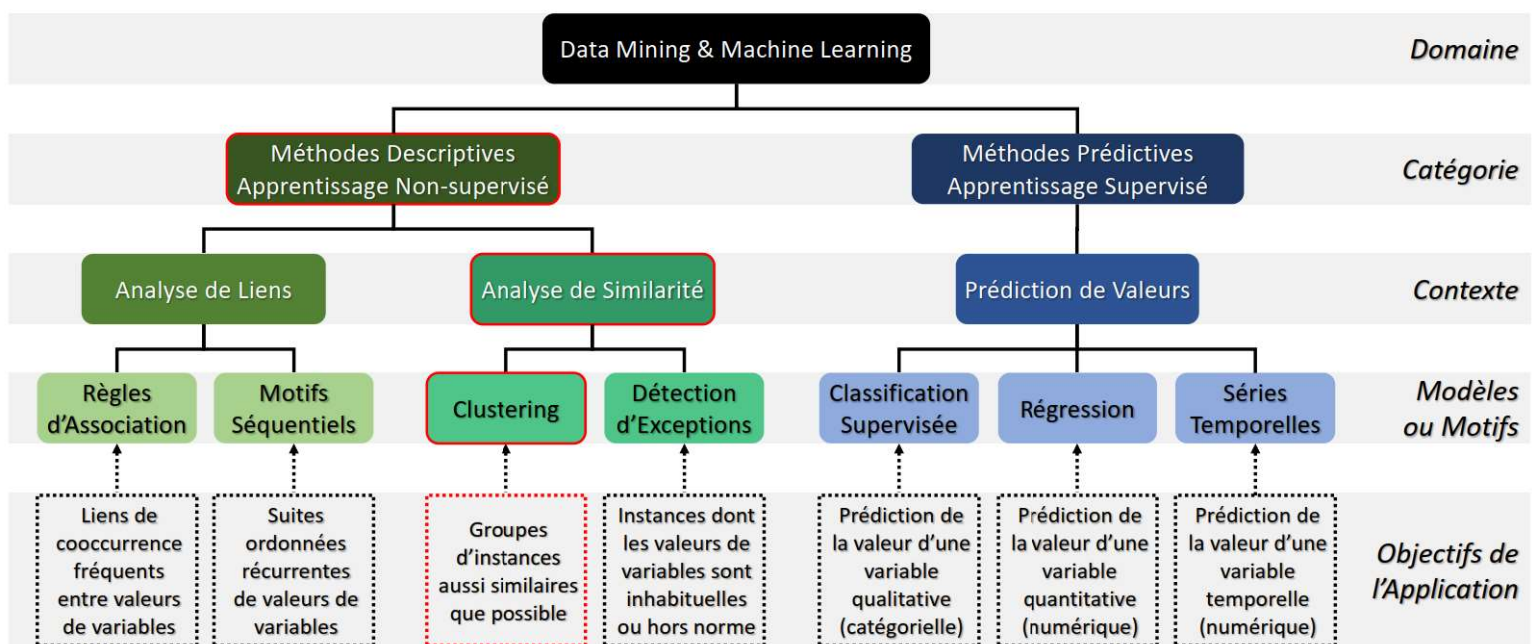 Data Mining & Machine Learning
Domaine
Méthodes Descriptives
Apprentissage Non-supervisé
Méthodes Prédictives
Apprentissage Supervisé
Catégorie
Analyse de Liens
Analyse de Similarité
Prédiction de Valeurs
Contexte
Règles
d'Association
Motifs
Séquentiels
Clustering
Détection
d'Exceptions
Classification
Supervisée
Régression
Séries
Temporelles
Modèles
ou Motifs
Liens de
cooccurrence
fréquents
entre valeurs
de variables
Suites
ordonnées
récurrentes
de valeurs de
variables
Groupes
d'instances
aussi similaires
que possible
Instances dont
les valeurs de
variables sont
inhabituelles
ou hors norme
Prédiction de
la valeur d'une
variable
qualitative
(catégorielle)
Prédiction de
la valeur d'une
variable
quantitative
(numérique)
Prédiction de
la valeur d'une
variable
temporelle
(numérique)
Objectifs de
l'Application